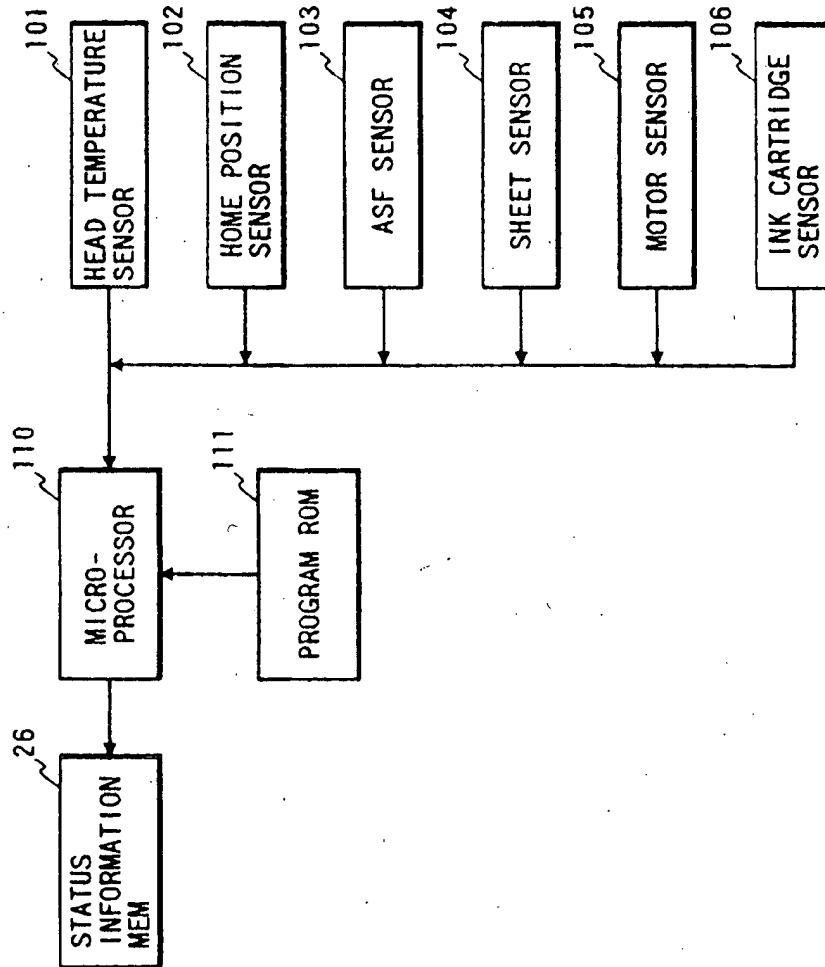 101
HEAD TEMPERATURE
SENSOR
102
HOME POSITION
SENSOR
103
ASF SENSOR
104
SHEET SENSOR
105
MOTOR SENSOR
106
INK CARTRIDGE
SENSOR
110
MICRO-
PROCESSOR
111
PROGRAM ROM
26
STATUS
INFORMATION
MEM